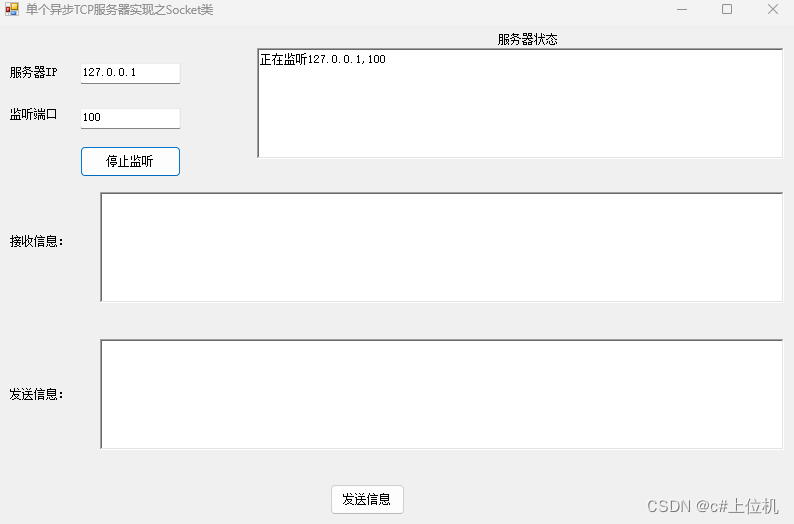 单个异步TCP服务器实现之Socket类
服务器状态
服务器IP 127.0.0.1
正在监听127.0.0.1,100
监听端口 100
停止监听
接收信息:
发送信息:
发送信息
CSDN @c#上位机